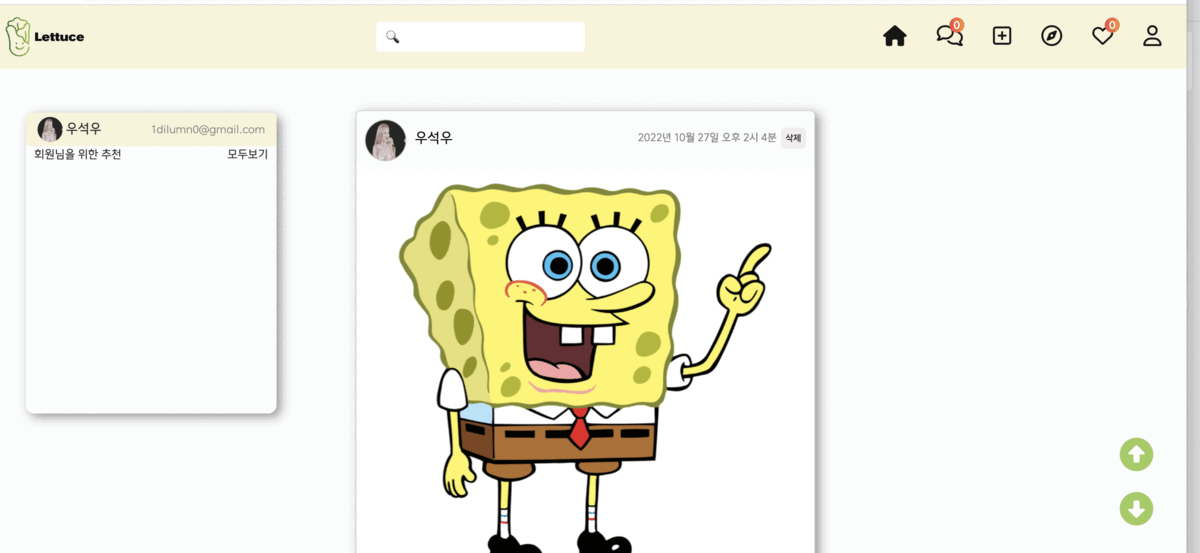 Lettuce
0
0
우석우 1dilumn0@gmail.com
회원님을 위한 추천 모두보기
우석우 2022년 10월 27일 오후 2시 4분 삭제